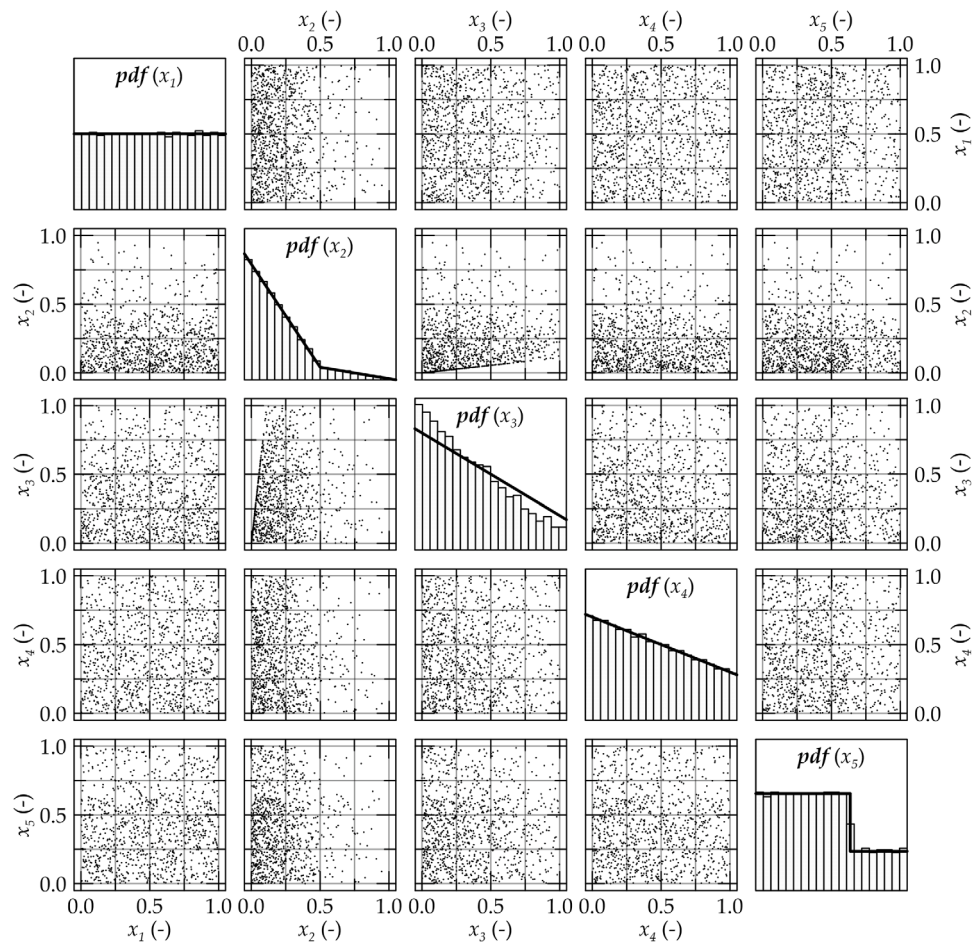 x₂ (-) x₃ (-) x₄ (-) x₅ (-)
0.0 0.5 1.0 0.0 0.5 1.0 0.0 0.5 1.0 0.0 0.5 1.0
pdf (x₁)
1.0
0.5
0.0
x₁ (-)
1.0
0.5
0.0
x₂ (-)
pdf (x₂)
1.0
0.5
0.0
x₂ (-)
1.0
0.5
0.0
x₃ (-)
pdf (x₃)
1.0
0.5
0.0
x₃ (-)
1.0
0.5
0.0
x₄ (-)
pdf (x₄)
1.0
0.5
0.0
x₄ (-)
1.0
0.5
0.0
x₅ (-)
pdf (x₅)
0.0 0.5 1.0 0.0 0.5 1.0 0.0 0.5 1.0 0.0 0.5 1.0
x₁ (-) x₂ (-) x₃ (-) x₄ (-)